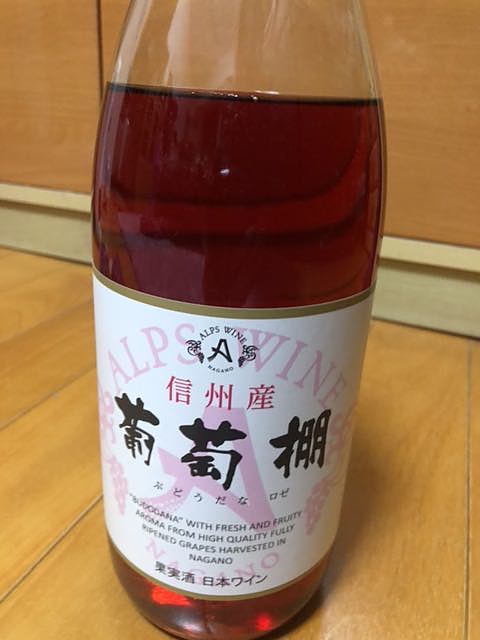 ALPS WINE
ALPS WINE
A
NAGANO
信州産
葡萄棚
ぶどうだな ロゼ
"BUDODANA" WITH FRESH AND FRUITY
AROMA FROM HIGH QUALITY FULLY
RIPENED GRAPES HARVESTED IN
NAGANO
NAGANO
果実酒 日本ワイン